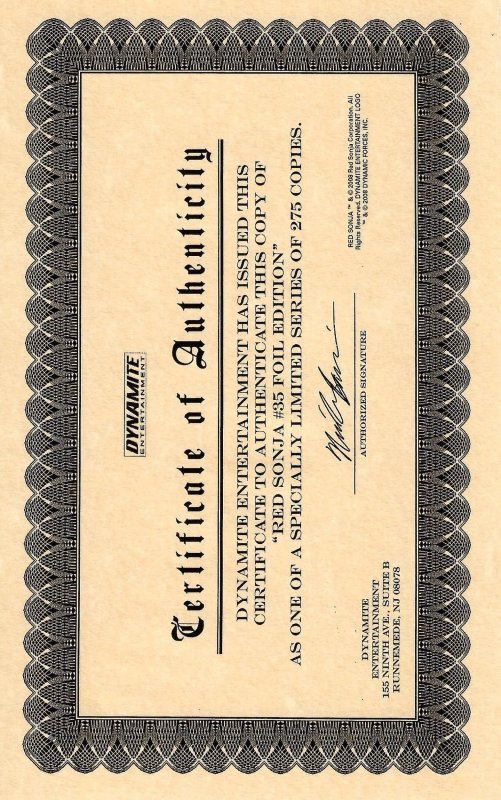 DYNAMITE
ENTERTAINMENT
Certificate of Authenticity
DYNAMITE ENTERTAINMENT HAS ISSUED THIS
CERTIFICATE TO AUTHENTICATE THIS COPY OF
"RED SONJA #35 FOIL EDITION"
AS ONE OF A SPECIALLY LIMITED SERIES OF 275 COPIES.
AUTHORIZED SIGNATURE
DYNAMITE
ENTERTAINMENT
155 NINTH AVE., SUITE B
RUNNEMEDE, NJ 08078
RED SONJA ™ & © 2008 Red Sonja Corporation. All
Rights Reserved. DYNAMITE ENTERTAINMENT LOGO
™ & © 2008 DYNAMIC FORCES, INC.